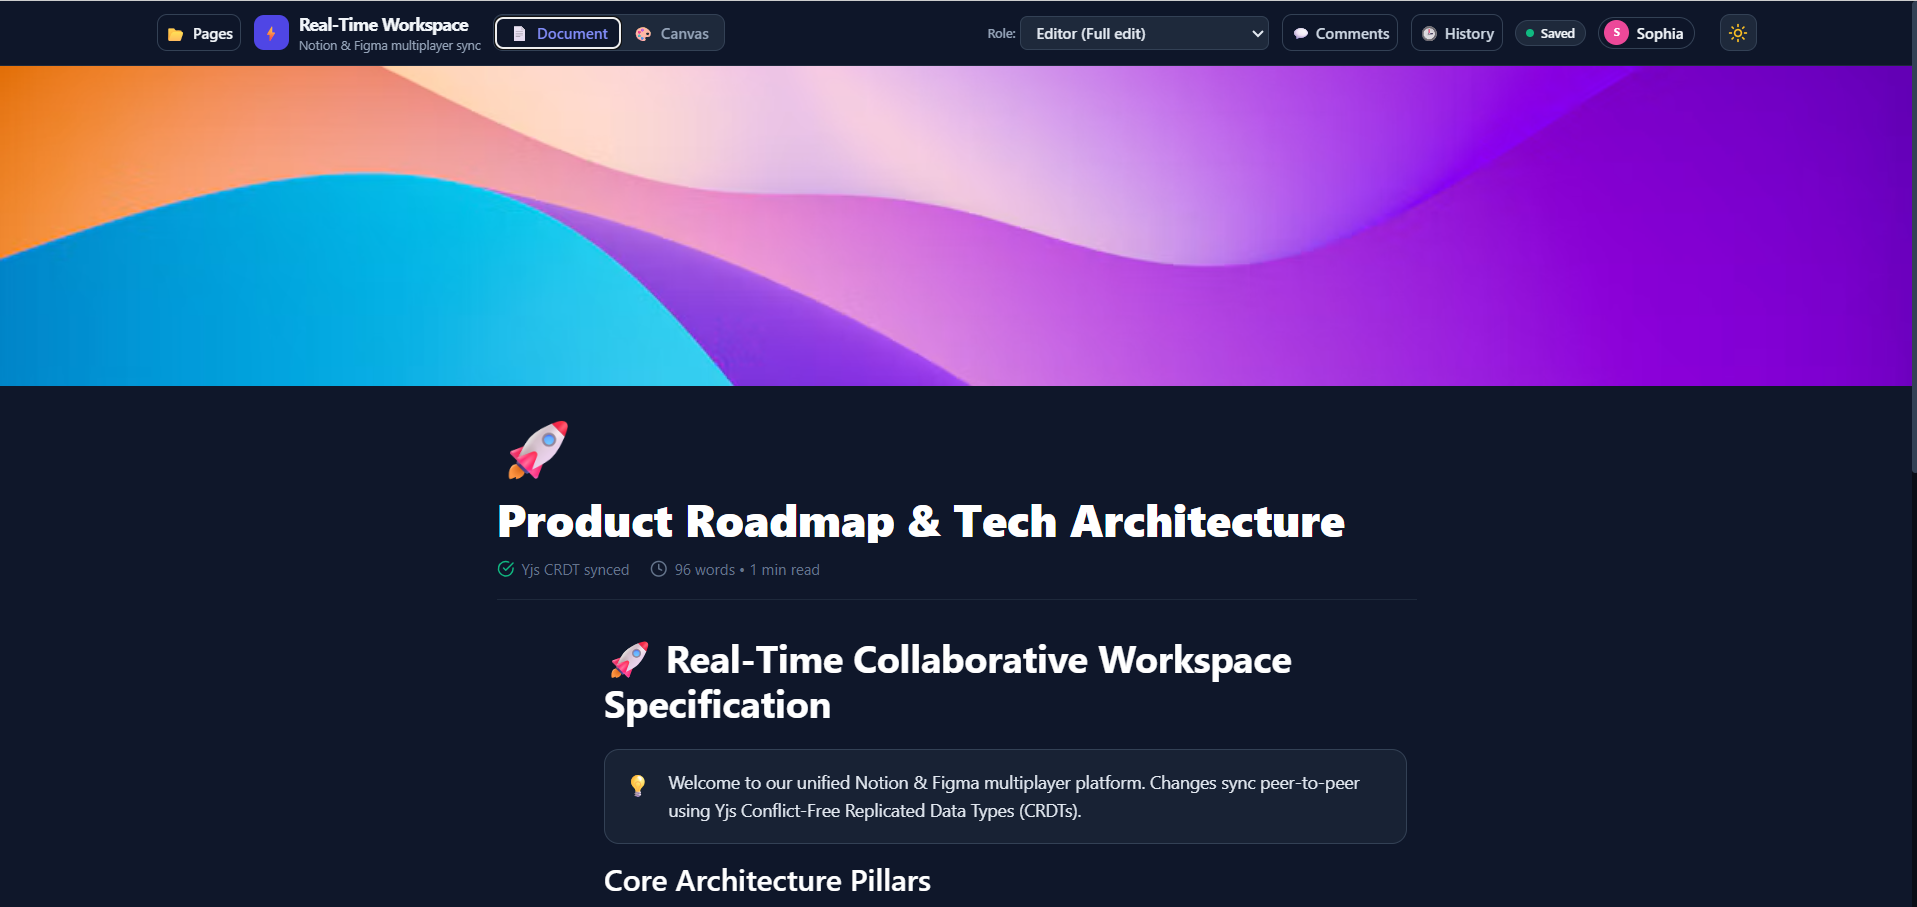 Pages
Real-Time Workspace
Notion & Figma multiplayer sync
Document
Canvas
Role:
Editor (Full edit)
Comments
History
Saved
S
Sophia
Product Roadmap & Tech Architecture
Yjs CRDT synced
96 words • 1 min read
Real-Time Collaborative Workspace
Specification
Welcome to our unified Notion & Figma multiplayer platform. Changes sync peer-to-peer
using Yjs Conflict-Free Replicated Data Types (CRDTs).
Core Architecture Pillars